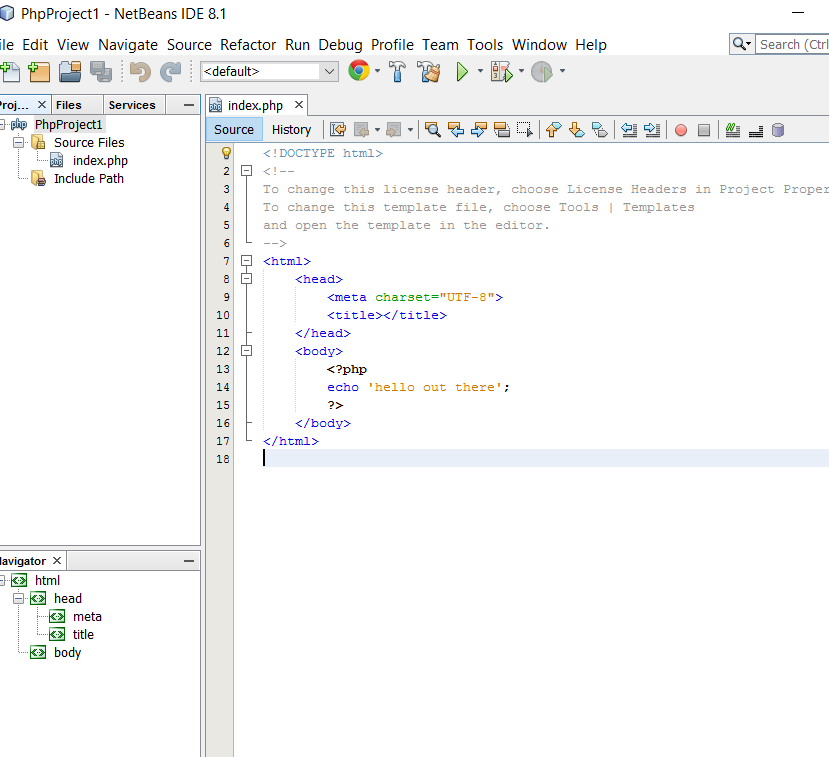 PhpProject1 - NetBeans IDE 8.1
ile Edit View Navigate Source Refactor Run Debug Profile Team Tools Window Help
<default>
Search (Ctrl
Proj... Files Services
PhpProject1
Source Files
index.php
Include Path
index.php
Source History
<!DOCTYPE html>
2 <!--
3 To change this license header, choose License Headers in Project Proper
4 To change this template file, choose Tools | Templates
5 and open the template in the editor.
6 -->
7 <html>
8 <head>
9 <meta charset="UTF-8">
10 <title></title>
11 </head>
12 <body>
13 <?php
14 echo 'hello out there';
15 ?>
16 </body>
17 </html>
18
avigator
html
head
meta
title
body